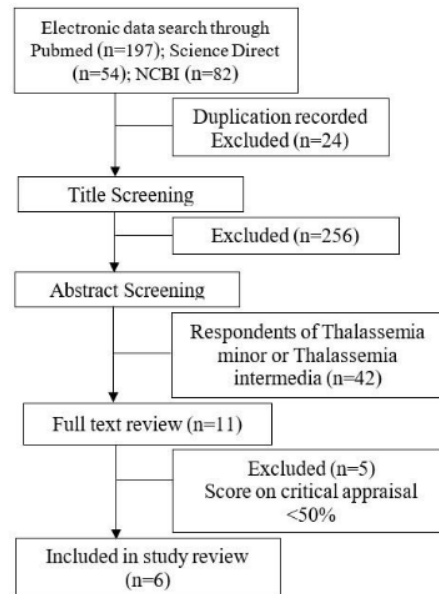 Electronic data search through
Pubmed (n=197); Science Direct
(n=54); NCBI (n=82)
Duplication recorded
Excluded (n=24)
Title Screening
Excluded (n=256)
Abstract Screening
Respondents of Thalassemia
minor or Thalassemia
intermedia (n=42)
Full text review (n=11)
Excluded (n=5)
Score on critical appraisal
<50%
Included in study review
(n=6)